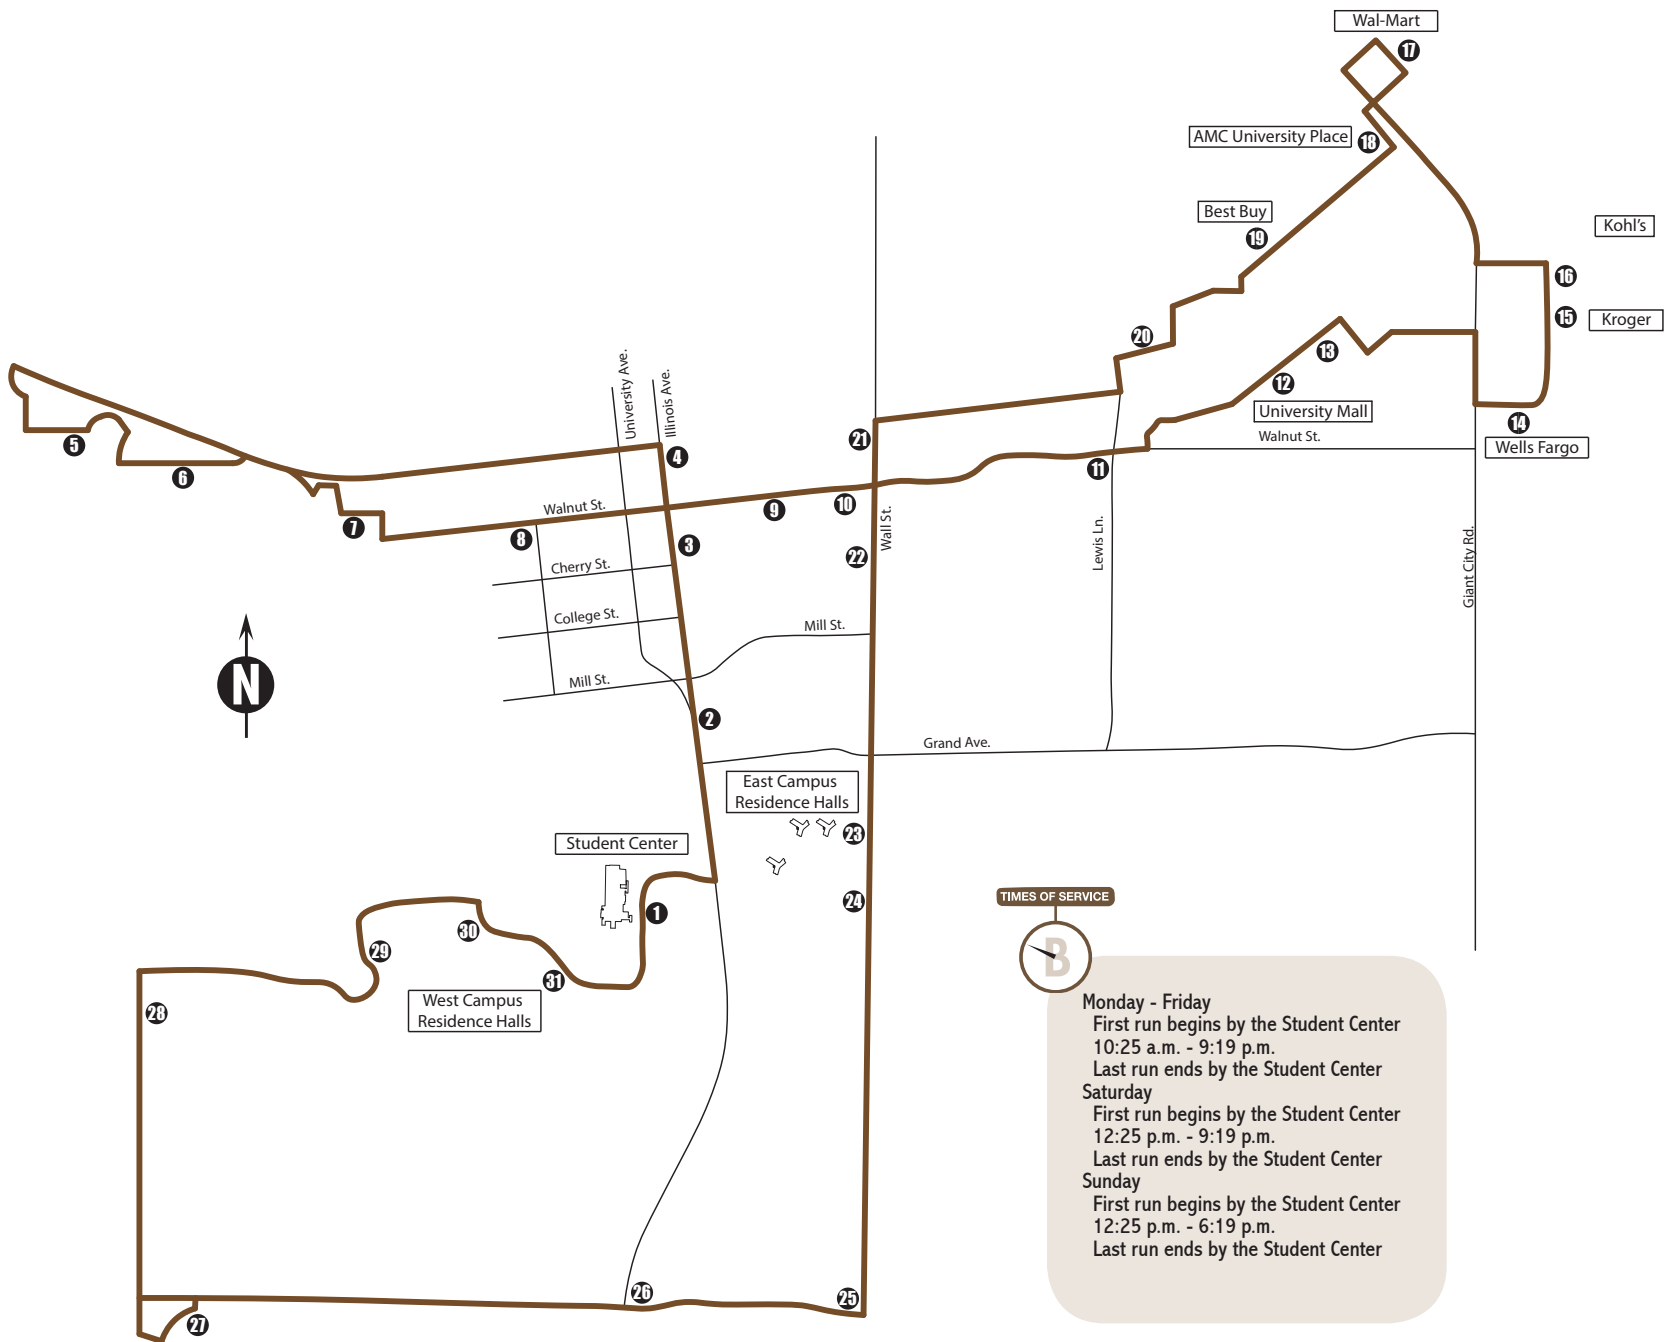 Wal-Mart
17
AMC University Place
18
Best Buy
19
Kohl's
16
15
Kroger
20
13
12
University Mall
14
Wells Fargo
Walnut St.
11
21
University Ave.
Illinois Ave.
4
5
6
7
Walnut St.
8
9
10
3
22
Wall St.
Lewis Ln.
Giant City Rd.
Cherry St.
College St.
Mill St.
Mill St.
N
2
Grand Ave.
East Campus
Residence Halls
23
Student Center
24
1
30
29
31
West Campus
Residence Halls
28
26
25
27
TIMES OF SERVICE
B
Monday - Friday
First run begins by the Student Center
10:25 a.m. - 9:19 p.m.
Last run ends by the Student Center
Saturday
First run begins by the Student Center
12:25 p.m. - 9:19 p.m.
Last run ends by the Student Center
Sunday
First run begins by the Student Center
12:25 p.m. - 6:19 p.m.
Last run ends by the Student Center